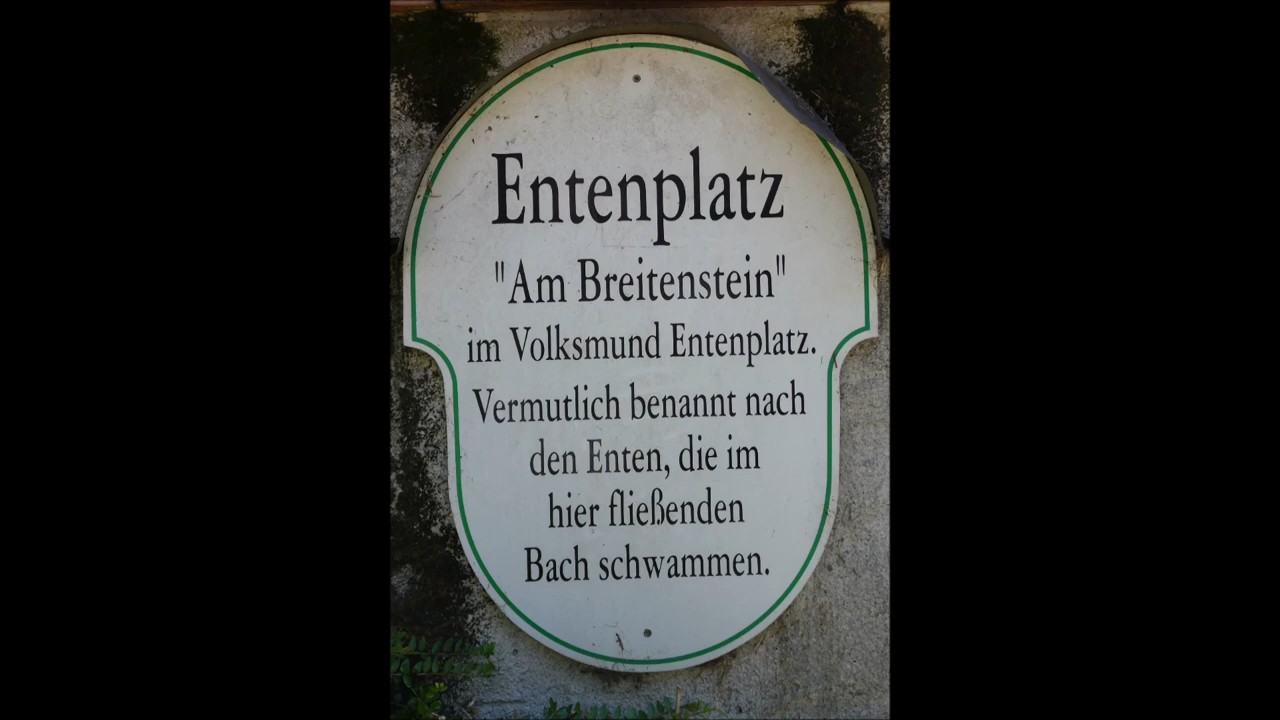 Entenplatz
"Am Breitenstein"
im Volksmund Entenplatz.
Vermutlich benannt nach
den Enten, die im
hier fließenden
Bach schwammen.